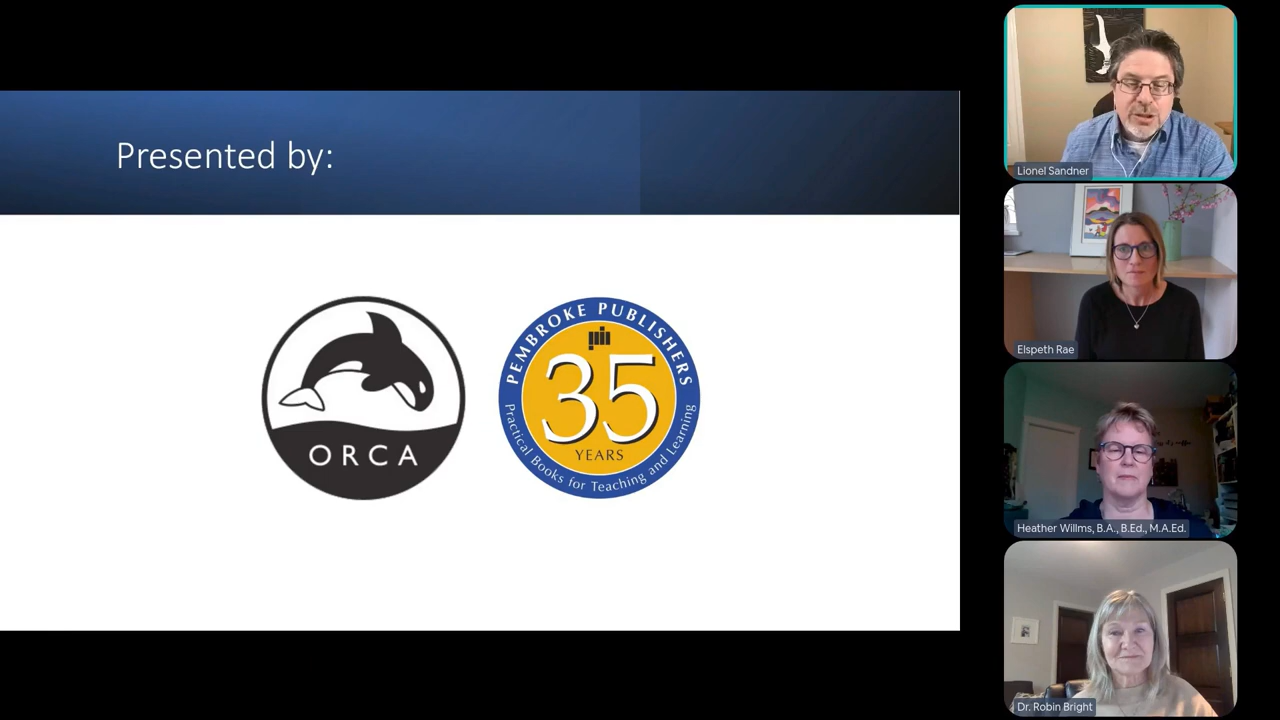 Presented by:
ORCA
PEMBROKE PUBLISHERS
35
YEARS
Practical Books for Teaching and Learning
Lionel Sandner
Elspeth Rae
Heather Willms, B.A., B.Ed., M.A.Ed.
Dr. Robin Bright